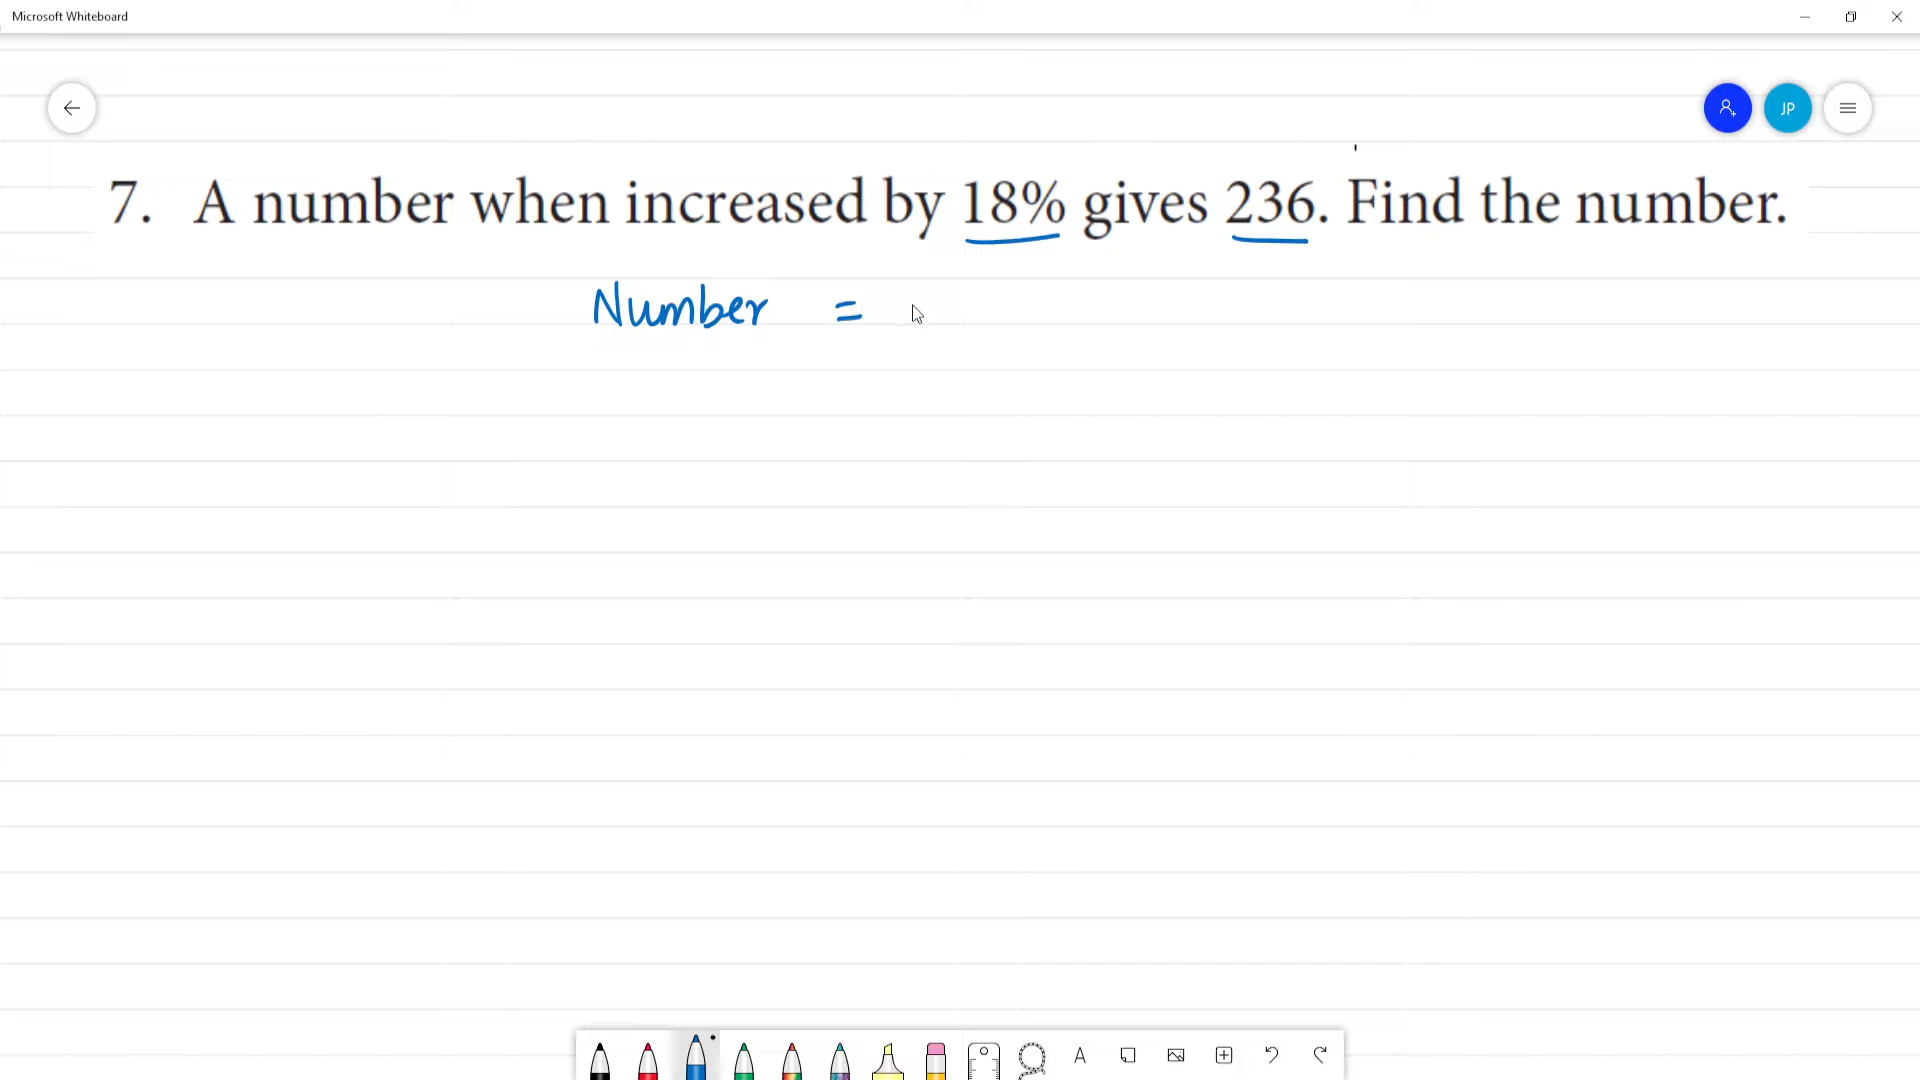 Microsoft Whiteboard
JP
7. A number when increased by 18% gives 236. Find the number.
Number =
A